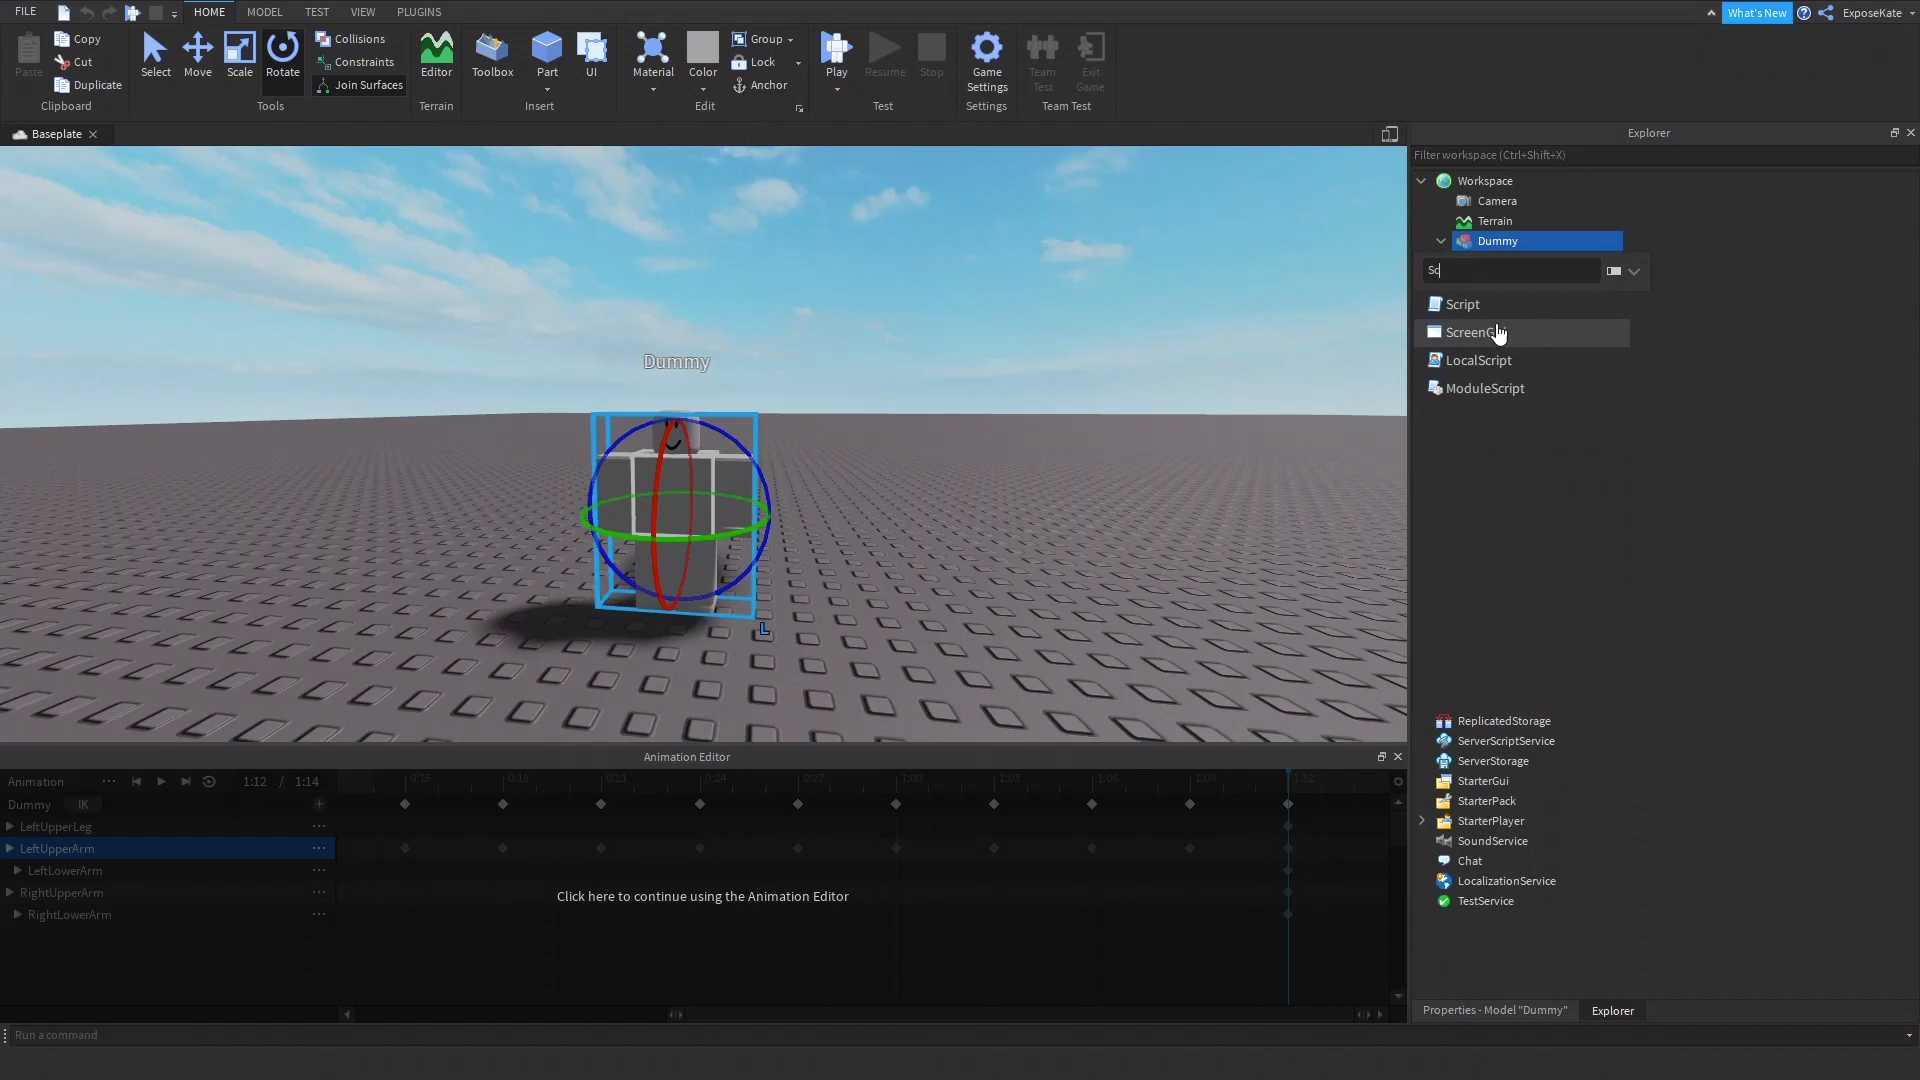 FILE HOME MODEL TEST VIEW PLUGINS What's New ExposeKate
Copy
Cut
Duplicate
Paste
Clipboard
Select Move Scale Rotate
Collisions
Constraints
Join Surfaces
Tools
Editor
Terrain
Toolbox Part UI
Insert
Material Color
Group
Lock
Anchor
Edit
Play Resume Stop
Test
Game
Settings
Settings
Team
Test
Exit
Game
Team Test
Baseplate
Explorer
Filter workspace (Ctrl+Shift+X)
Workspace
Camera
Terrain
Dummy
Sc
Script
LocalScript
ModuleScript
ReplicatedStorage
ServerScriptService
ServerStorage
StarterGui
StarterPack
StarterPlayer
SoundService
Chat
LocalizationService
TestService
Properties - Model "Dummy" Explorer
Dummy
L
Animation Editor
Animation 1:12 / 1:14
0:15 0:18 0:21 0:24 0:27 1:00 1:03 1:06 1:09 1:12
Dummy IK
LeftUpperLeg
LeftUpperArm
LeftLowerArm
RightUpperArm
RightLowerArm
Click here to continue using the Animation Editor
Run a command